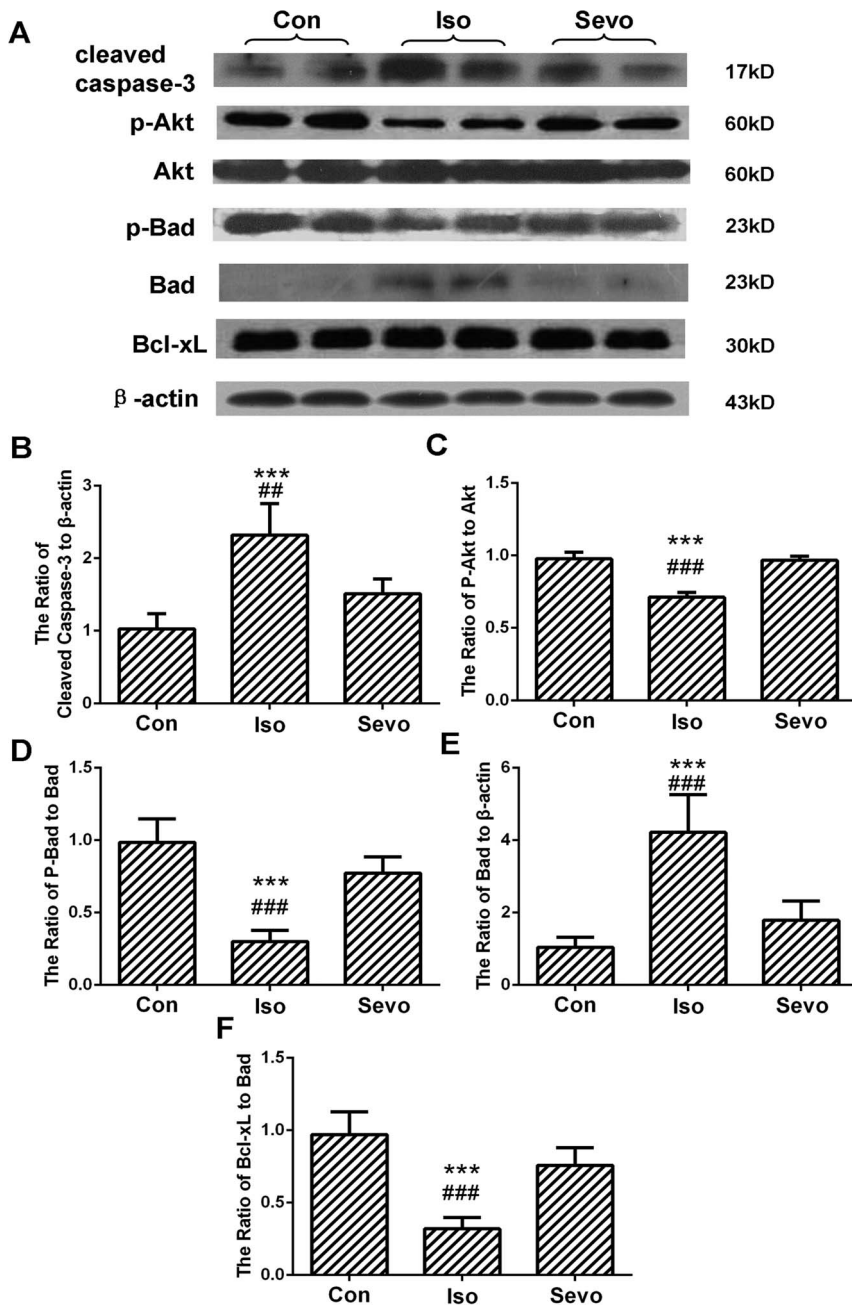 A
Con Iso Sevo
cleaved
caspase-3 17kD
p-Akt 60kD
Akt 60kD
p-Bad 23kD
Bad 23kD
Bcl-xL 30kD
β-actin 43kD
B
The Ratio of
Cleaved Caspase-3 to β-actin
3
2
1
0
***
##
Con Iso Sevo
C
The Ratio of P-Akt to Akt
1.5
1.0
0.5
0.0
***
###
Con Iso Sevo
D
The Ratio of P-Bad to Bad
1.5
1.0
0.5
0.0
***
###
Con Iso Sevo
E
The Ratio of Bad to β-actin
6
4
2
0
***
###
Con Iso Sevo
F
The Ratio of Bcl-xL to Bad
1.5
1.0
0.5
0.0
***
###
Con Iso Sevo